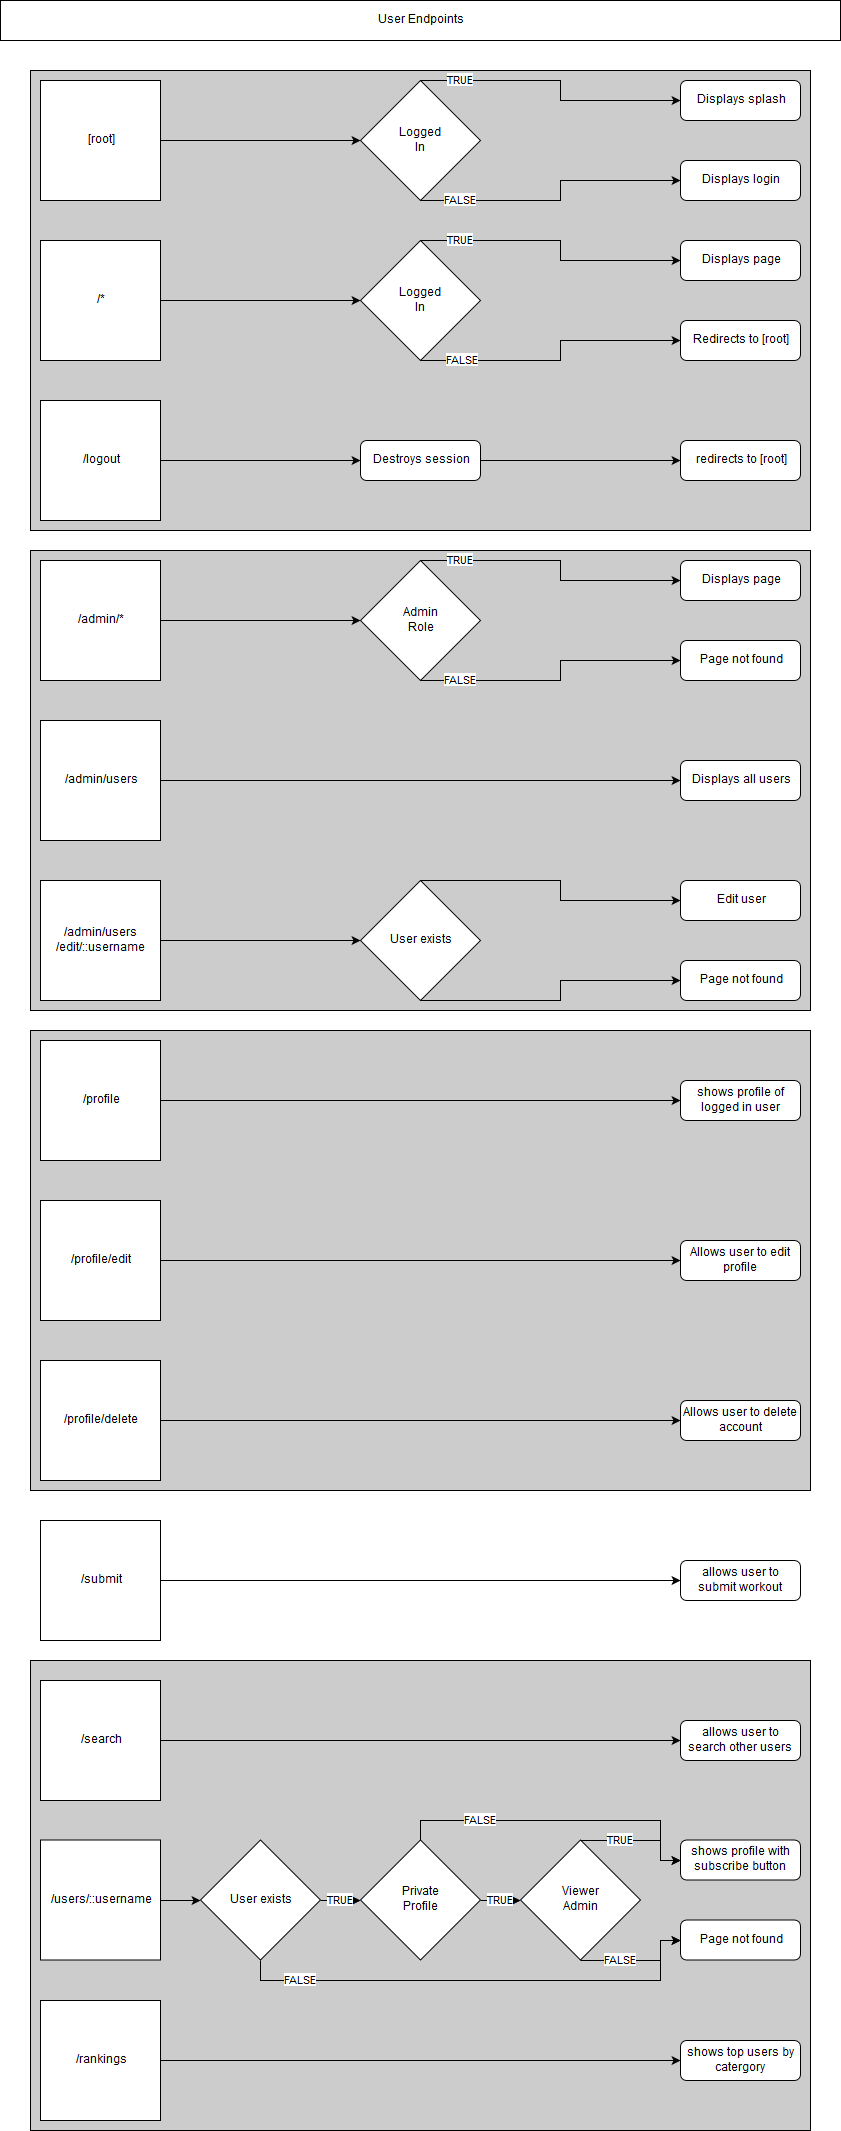 User Endpoints
[root]
Logged
In
TRUE
FALSE
Displays splash
Displays login
/*
Logged
In
TRUE
FALSE
Displays page
Redirects to [root]
/logout
Destroys session
redirects to [root]
/admin/*
Admin
Role
TRUE
FALSE
Displays page
Page not found
/admin/users
Displays all users
/admin/users
/edit/::username
User exists
Edit user
Page not found
/profile
shows profile of
logged in user
/profile/edit
Allows user to edit
profile
/profile/delete
Allows user to delete
account
/submit
allows user to
submit workout
/search
allows user to
search other users
/users/::username
User exists
TRUE
FALSE
Private
Profile
TRUE
FALSE
Viewer
Admin
TRUE
FALSE
shows profile with
subscribe button
Page not found
/rankings
shows top users by
catergory